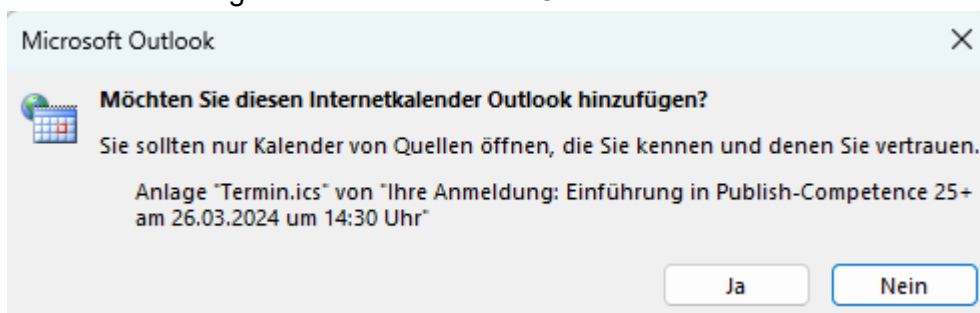 Microsoft Outlook
Möchten Sie diesen Internetkalender Outlook hinzufügen?
Sie sollten nur Kalender von Quellen öffnen, die Sie kennen und denen Sie vertrauen.
Anlage "Termin.ics" von "Ihre Anmeldung: Einführung in Publish-Competence 25+
am 26.03.2024 um 14:30 Uhr"
Ja
Nein